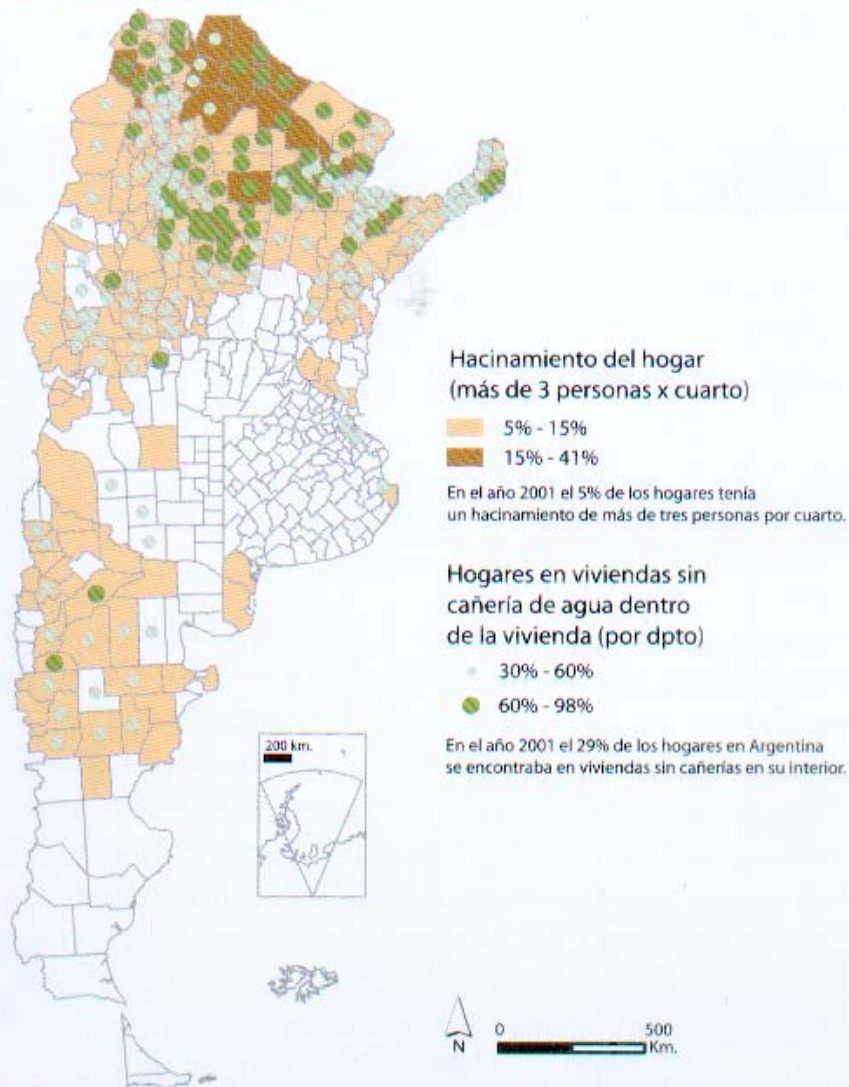 Hacinamiento del hogar
(más de 3 personas x cuarto)
5% - 15%
15% - 41%
En el año 2001 el 5% de los hogares tenía
un hacinamiento de más de tres personas por cuarto.
Hogares en viviendas sin
cañería de agua dentro
de la vivienda (por dpto)
30% - 60%
60% - 98%
En el año 2001 el 29% de los hogares en Argentina
se encontraba en viviendas sin cañerías en su interior.
200 km.
N
0 500
Km.